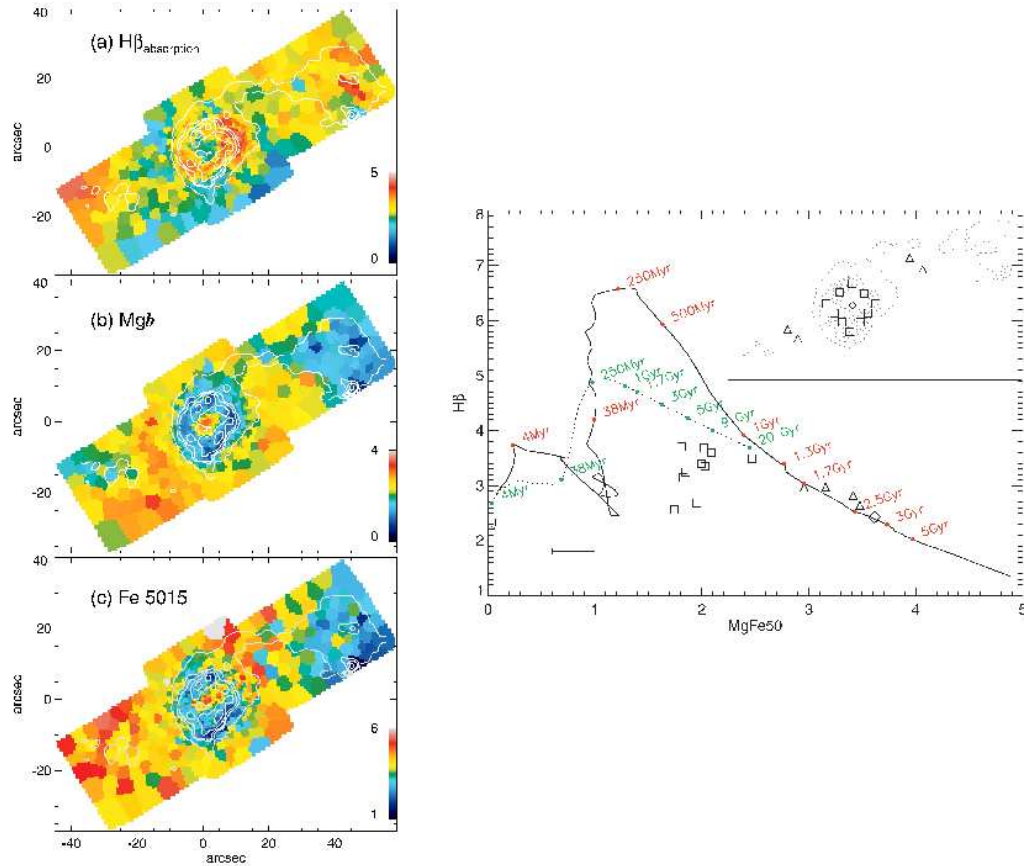 (a) Hβabsorption
40
20
0
-20
arcsec
5
0
(b) Mgb
40
20
0
-20
arcsec
4
0
(c) Fe 5015
40
20
0
-20
arcsec
6
1
-40 -20 0 20 40
arcsec
8
7
6
5
4
3
2
1
Hβ
250Myr
500Myr
250Myr
1Gyr
1.7Gyr
3Gyr
5Gyr
9 Gyr
20 Gyr
38Myr
4Myr
38Myr
4Myr
1Gyr
1.3Gyr
1.7Gyr
2.5Gyr
3Gyr
5Gyr
0 1 2 3 4 5
MgFe50